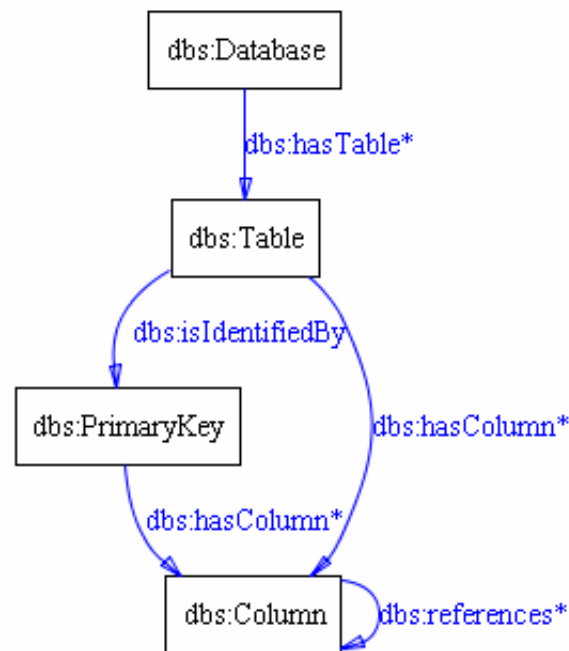 dbs:Database
dbs:hasTable*
dbs:Table
dbs:isIdentifiedBy
dbs:PrimaryKey
dbs:hasColumn*
dbs:hasColumn*
dbs:Column
dbs:references*